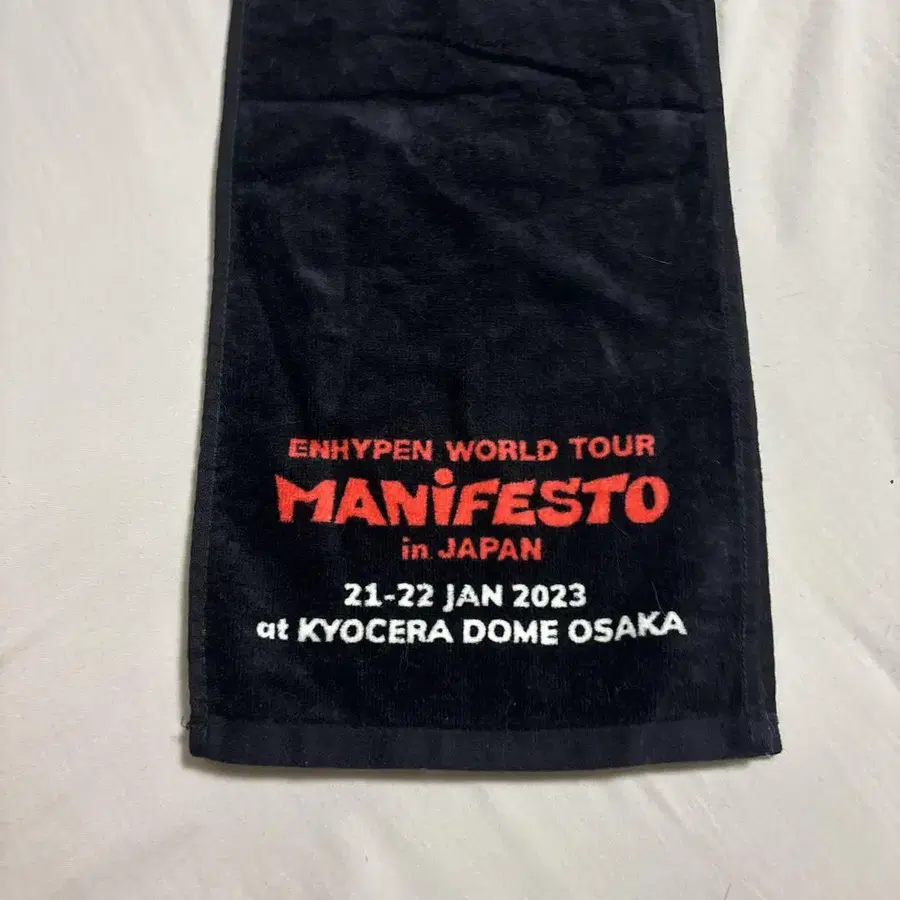 ENHYPEN WORLD TOUR
MANiFESTO
in JAPAN
21-22 JAN 2023
at KYOCERA DOME OSAKA